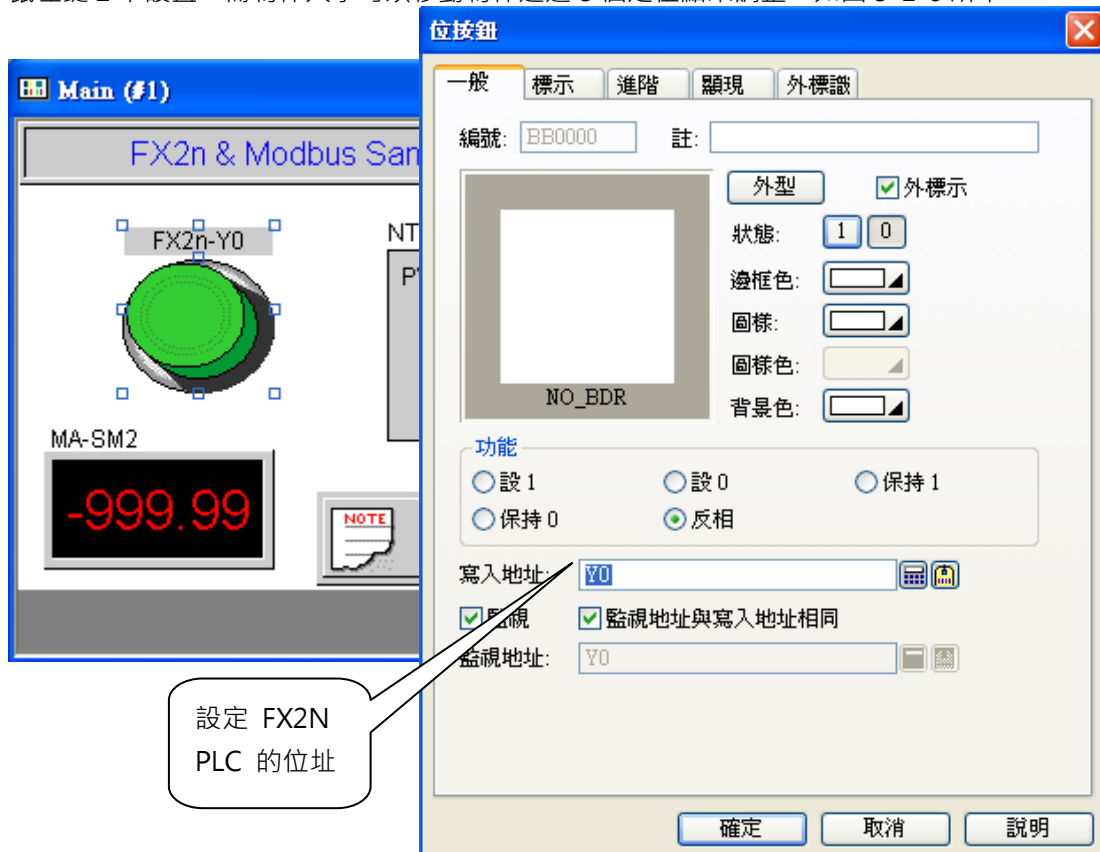 位按鈕
Main (#1)
FX2n & Modbus San
FX2n-Y0
NT
P
MA-SM2
-999.99
NOTE
一般 標示 進階 顯現 外標識
編號: BB0000 註:
外型 外標示
NO_BDR
狀態: 1 0
邊框色:
圖樣:
圖樣色:
背景色:
功能
設 1 設 0 保持 1
保持 0 反相
寫入地址: Y0
監視 監視地址與寫入地址相同
監視地址: Y0
設定 FX2N
PLC 的位址
確定 取消 說明